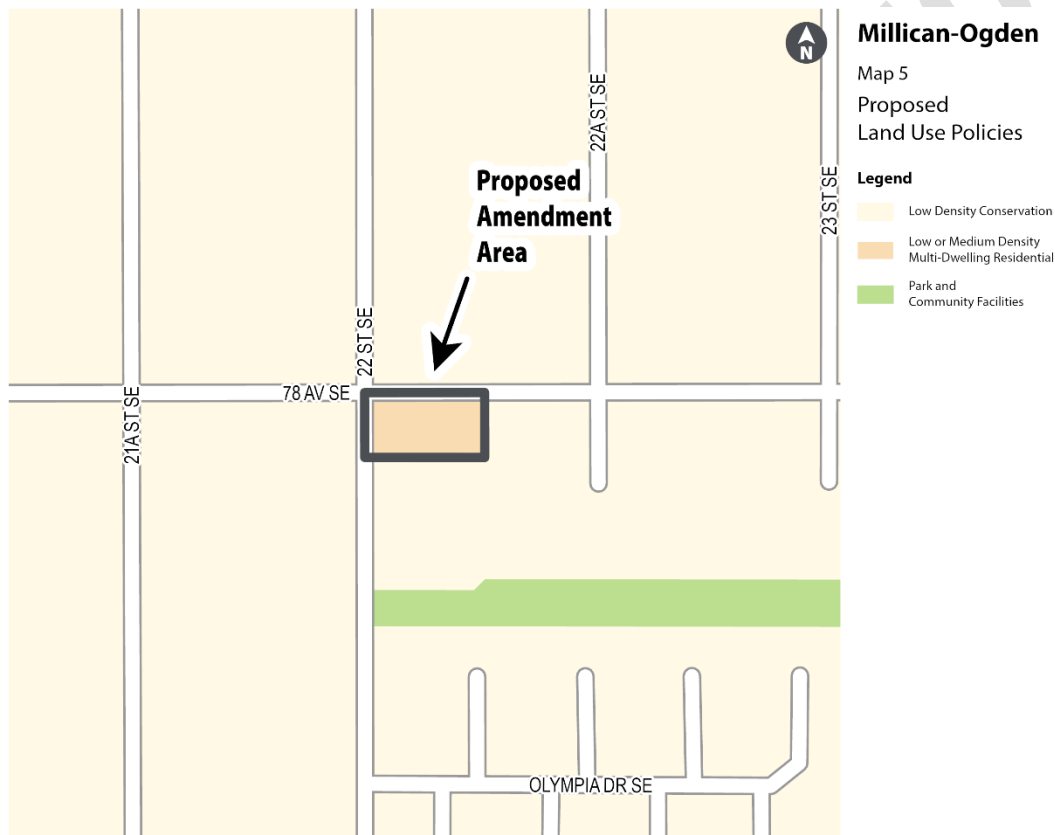 N
Millican-Ogden
Map 5
Proposed
Land Use Policies
Legend
Low Density Conservation
Low or Medium Density
Multi-Dwelling Residential
Park and
Community Facilities
22A ST SE
23 ST SE
Proposed
Amendment
Area
22 ST SE
78 AV SE
21A ST SE
OLYMPIA DR SE